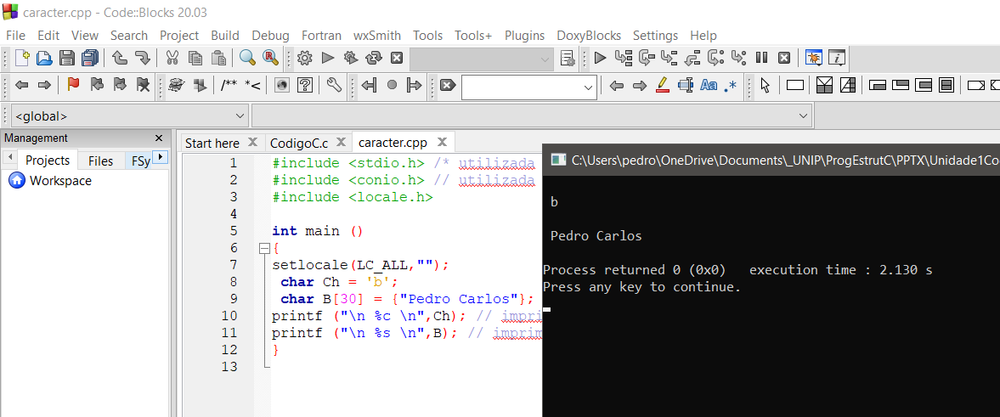 caracter.cpp - Code::Blocks 20.03
File Edit View Search Project Build Debug Fortran wxSmith Tools Tools+ Plugins DoxyBlocks Settings Help
/** *< Aa .*
<global>
Management
Projects Files FSy
Workspace
Start here CodigoC.c caracter.cpp
1 #include <stdio.h> /* utilizada
2 #include <conio.h> // utilizada
3 #include <locale.h>
4
5 int main ()
6 {
7 setlocale(LC_ALL,"");
8 char Ch = 'b';
9 char B[30] = {"Pedro Carlos"};
10 printf ("\n %c \n",Ch); // impri
11 printf ("\n %s \n",B); // imprim
12 }
13
C:\Users\pedro\OneDrive\Documents\_UNIP\ProgEstrutC\PPTX\Unidade1Co
b
Pedro Carlos
Process returned 0 (0x0) execution time : 2.130 s
Press any key to continue.